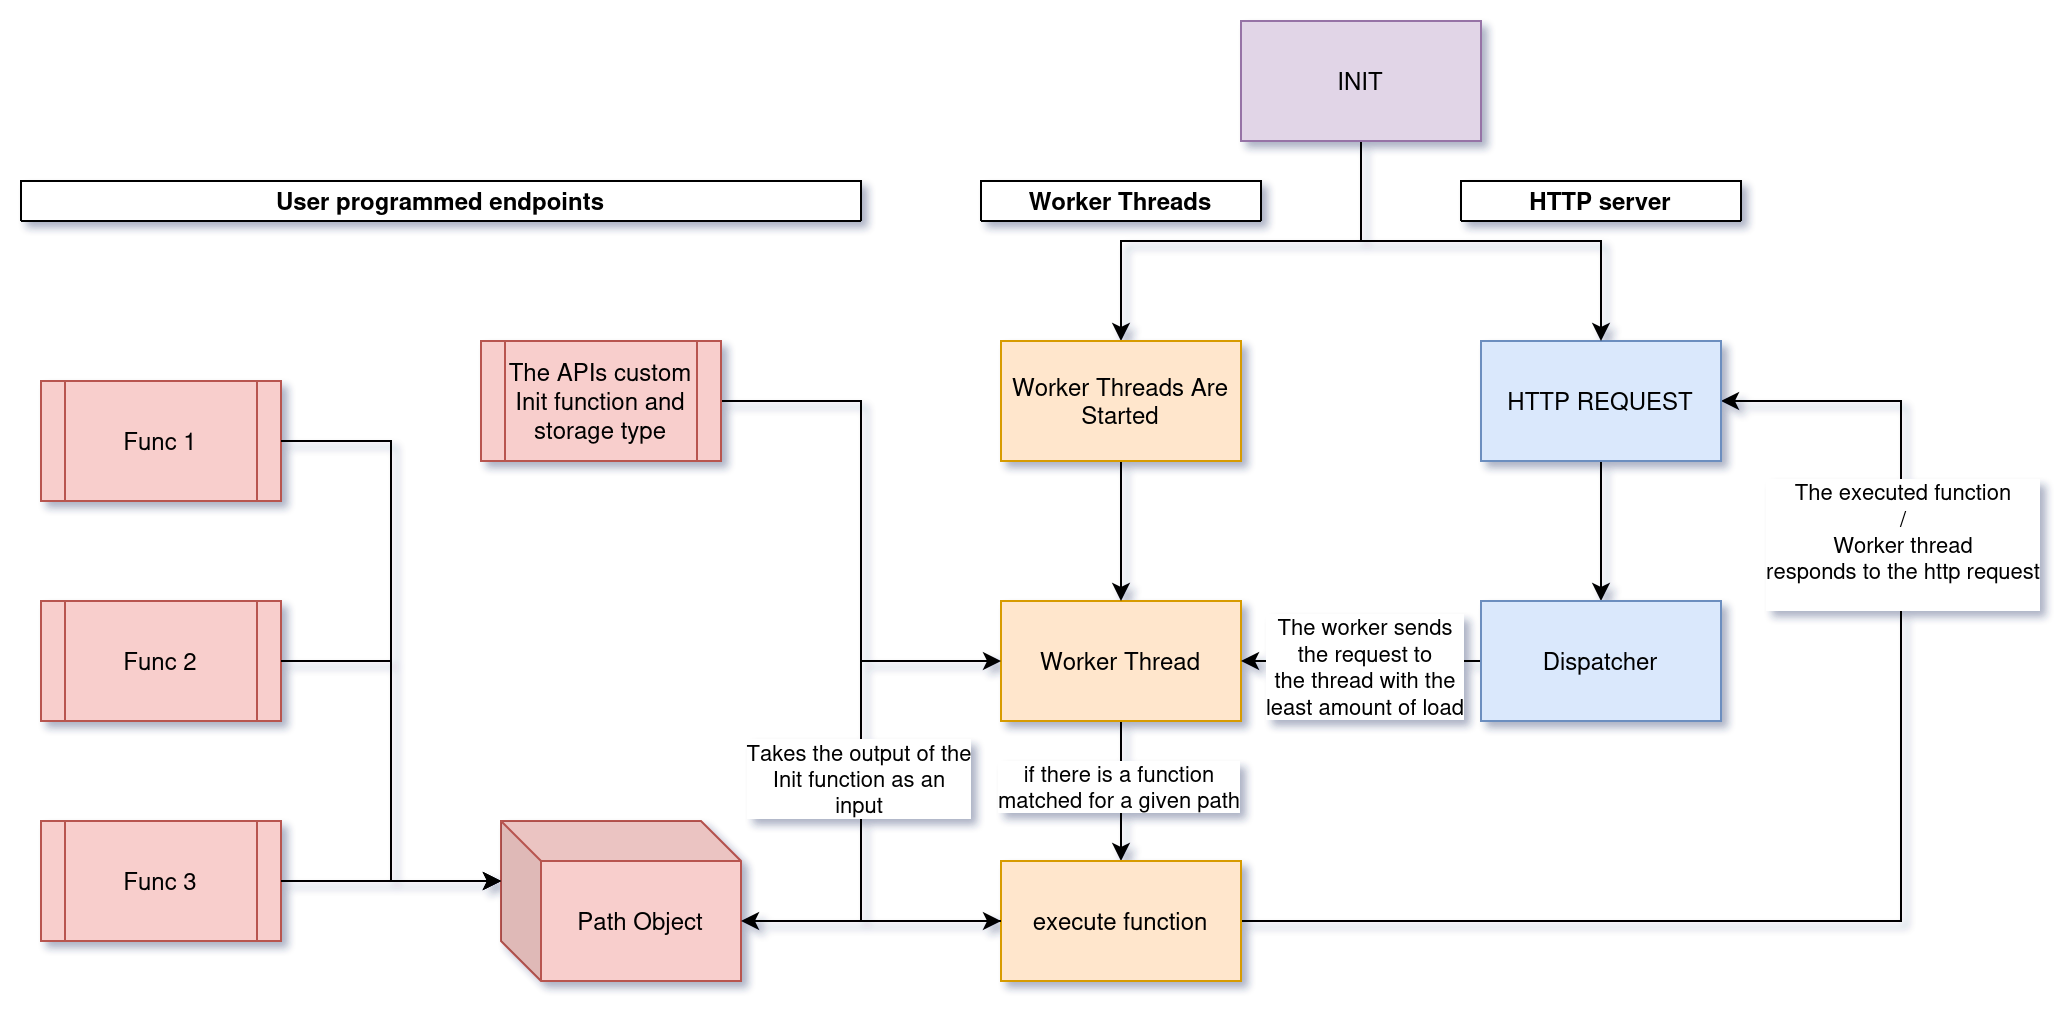 INIT
User programmed endpoints
Worker Threads
HTTP server
The APIs custom
Init function and
storage type
Worker Threads Are
Started
HTTP REQUEST
Func 1
The executed function
/
Worker thread
responds to the http request
Func 2
Worker Thread
The worker sends
the request to
the thread with the
least amount of load
Dispatcher
Takes the output of the
Init function as an
input
if there is a function
matched for a given path
Func 3
Path Object
execute function